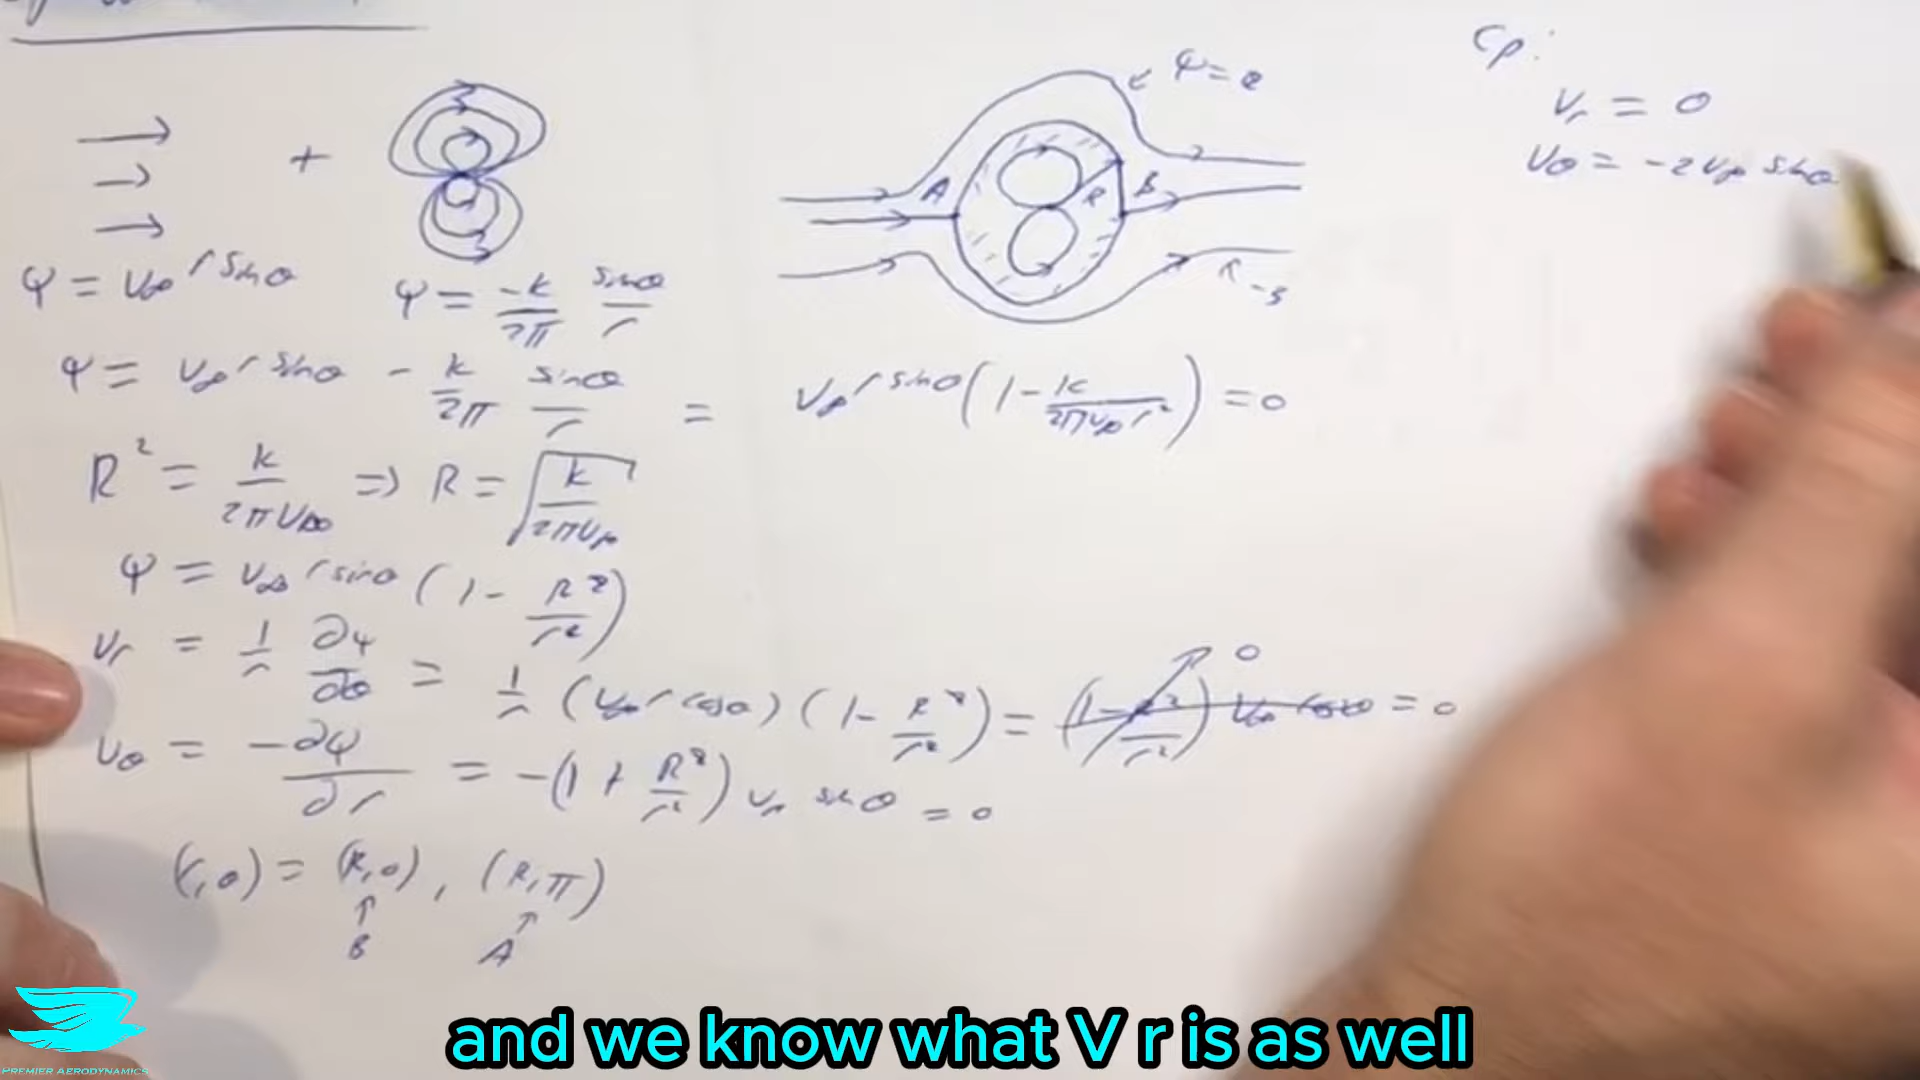 ψ = V∞ r sinθ
ψ = -k/2π sinθ/r
ψ = V∞ r sinθ - k/2π sinθ/r = V∞ r sinθ (1 - k/2πV∞r²) = 0
R² = k/2πV∞ => R = √(k/2πV∞)
ψ = V∞ r sinθ (1 - R²/r²)
Vr = 1/r ∂ψ/∂θ = 1/r (V∞ r cosθ) (1 - R²/r²) = (1 - R²/r²) V∞ cosθ = 0
0
Vθ = -∂ψ/∂r = -(1 + R²/r²) V∞ sinθ = 0
(r,θ) = (R,0), (R,π)
↑ ↑
B A
A R B
ψ = 2
-3
Cp:
Vr = 0
Vθ = -2V∞ sinθ
PREMIER AERODYNAMICS
and we know what V r is as well